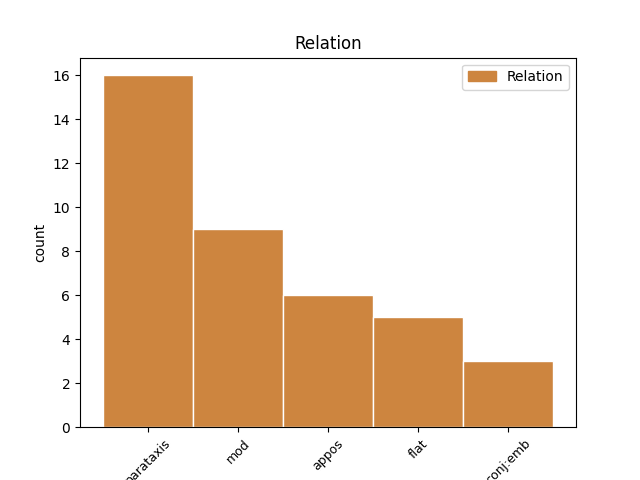 Relation
Relation
count
16
14
12
10
8
6
4
2
0
parataxis
mod
appos
flat
conj:emb